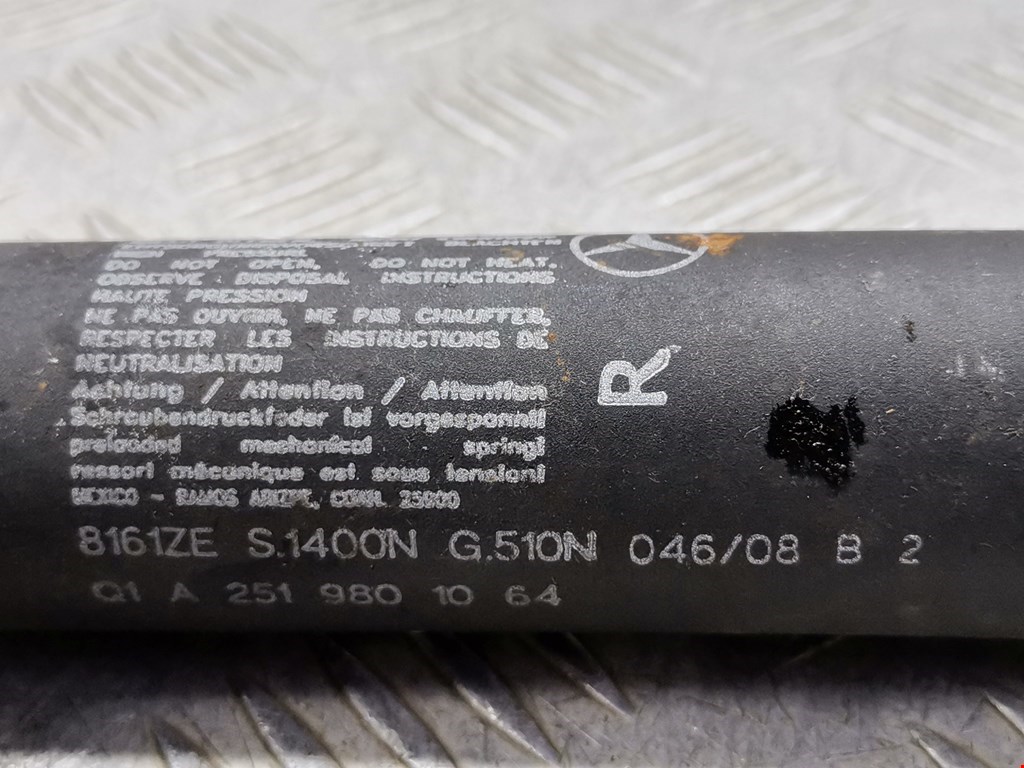 HIGH PRESSURE
DO NOT OPEN. DO NOT HEAT.
OBSERVE DISPOSAL INSTRUCTIONS
HAUTE PRESSION
NE PAS OUVRIR, NE PAS CHAUFFER,
RESPECTER LES INSTRUCTIONS DE
NEUTRALISATION
Achtung / Attention / Attention
Schraubendruckfeder ist vorgespannt!
preloaded mechanical spring!
ressort mécanique est sous tension!
MEXICO - RAMOS ARIZPE, COAH. 25900
R
8161ZE S.1400N G.510N 046/08 B 2
Q1 A 251 980 10 64